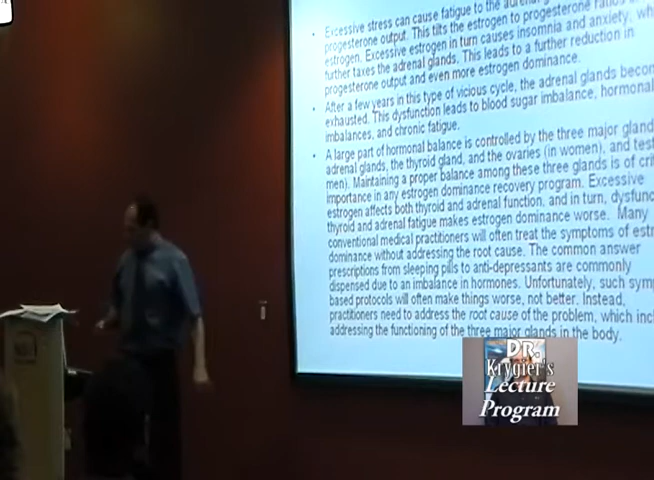 Excessive stress can cause fatigue to the adrenal
progesterone output. This tilts the estrogen to progesterone ratios
estrogen. Excessive estrogen in turn causes insomnia and anxiety,
further taxes the adrenal glands. This leads to a further reduction in
progesterone output and even more estrogen dominance.
After a few years in this type of vicious cycle, the adrenal glands becom
exhausted. This dysfunction leads to blood sugar imbalance, hormonal
imbalances, and chronic fatigue.
A large part of hormonal balance is controlled by the three major gland
adrenal glands, the thyroid gland, and the ovaries (in women), and test
men). Maintaining a proper balance among these three glands is of crit
importance in any estrogen dominance recovery program. Excessive
estrogen affects both thyroid and adrenal function, and in turn, dysfunc
thyroid and adrenal fatigue makes estrogen dominance worse. Many
conventional medical practitioners will often treat the symptoms of estr
dominance without addressing the root cause. The common answer
prescriptions from sleeping pills to anti-depressants are commonly
dispensed due to an imbalance in hormones. Unfortunately, such symp
based protocols will often make things worse, not better. Instead,
practitioners need to address the root cause of the problem, which incl
addressing the functioning of the three major glands in the body.
DR.
Krygier's
Lecture
Program